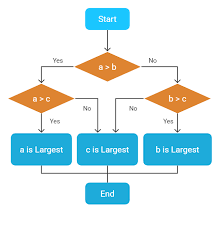 Start
Yes
a > b
No
a > c
No
No
b > c
Yes
Yes
a is Largest
c is Largest
b is Largest
End